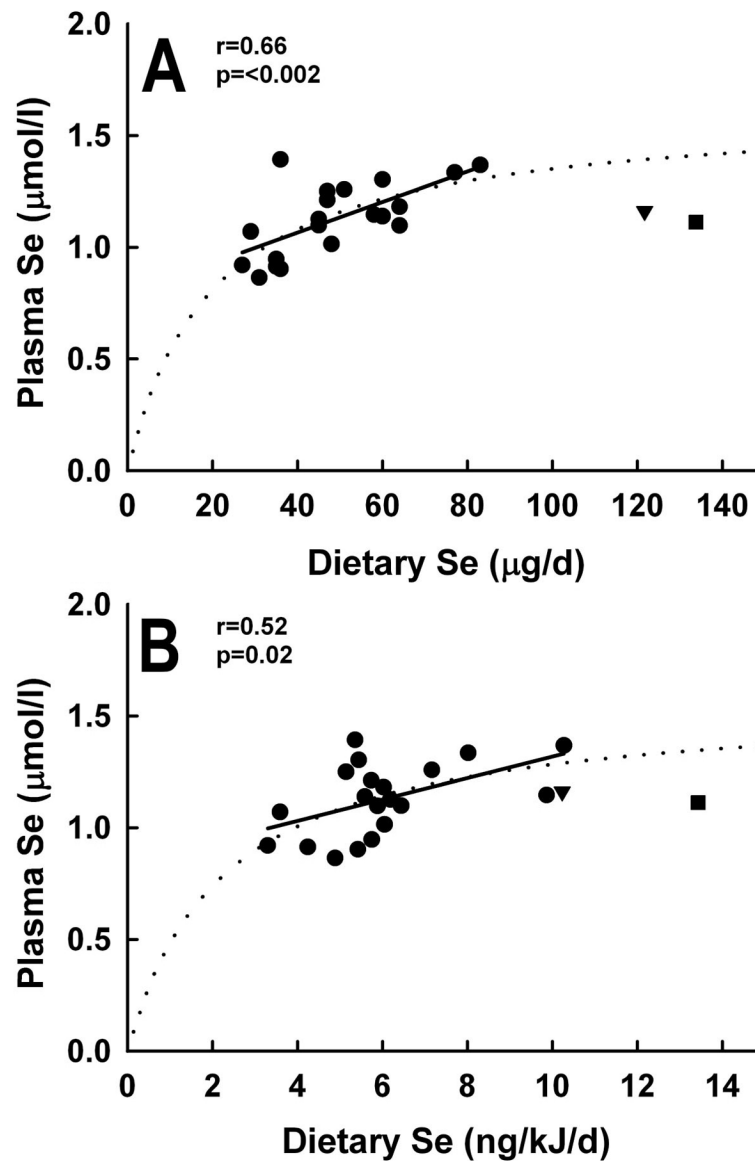 A
r=0.66
p=<0.002
2.0
1.5
1.0
0.5
0.0
Plasma Se (μmol/l)
0 20 40 60 80 100 120 140
Dietary Se (μg/d)
B
r=0.52
p=0.02
2.0
1.5
1.0
0.5
0.0
Plasma Se (μmol/l)
0 2 4 6 8 10 12 14
Dietary Se (ng/kJ/d)